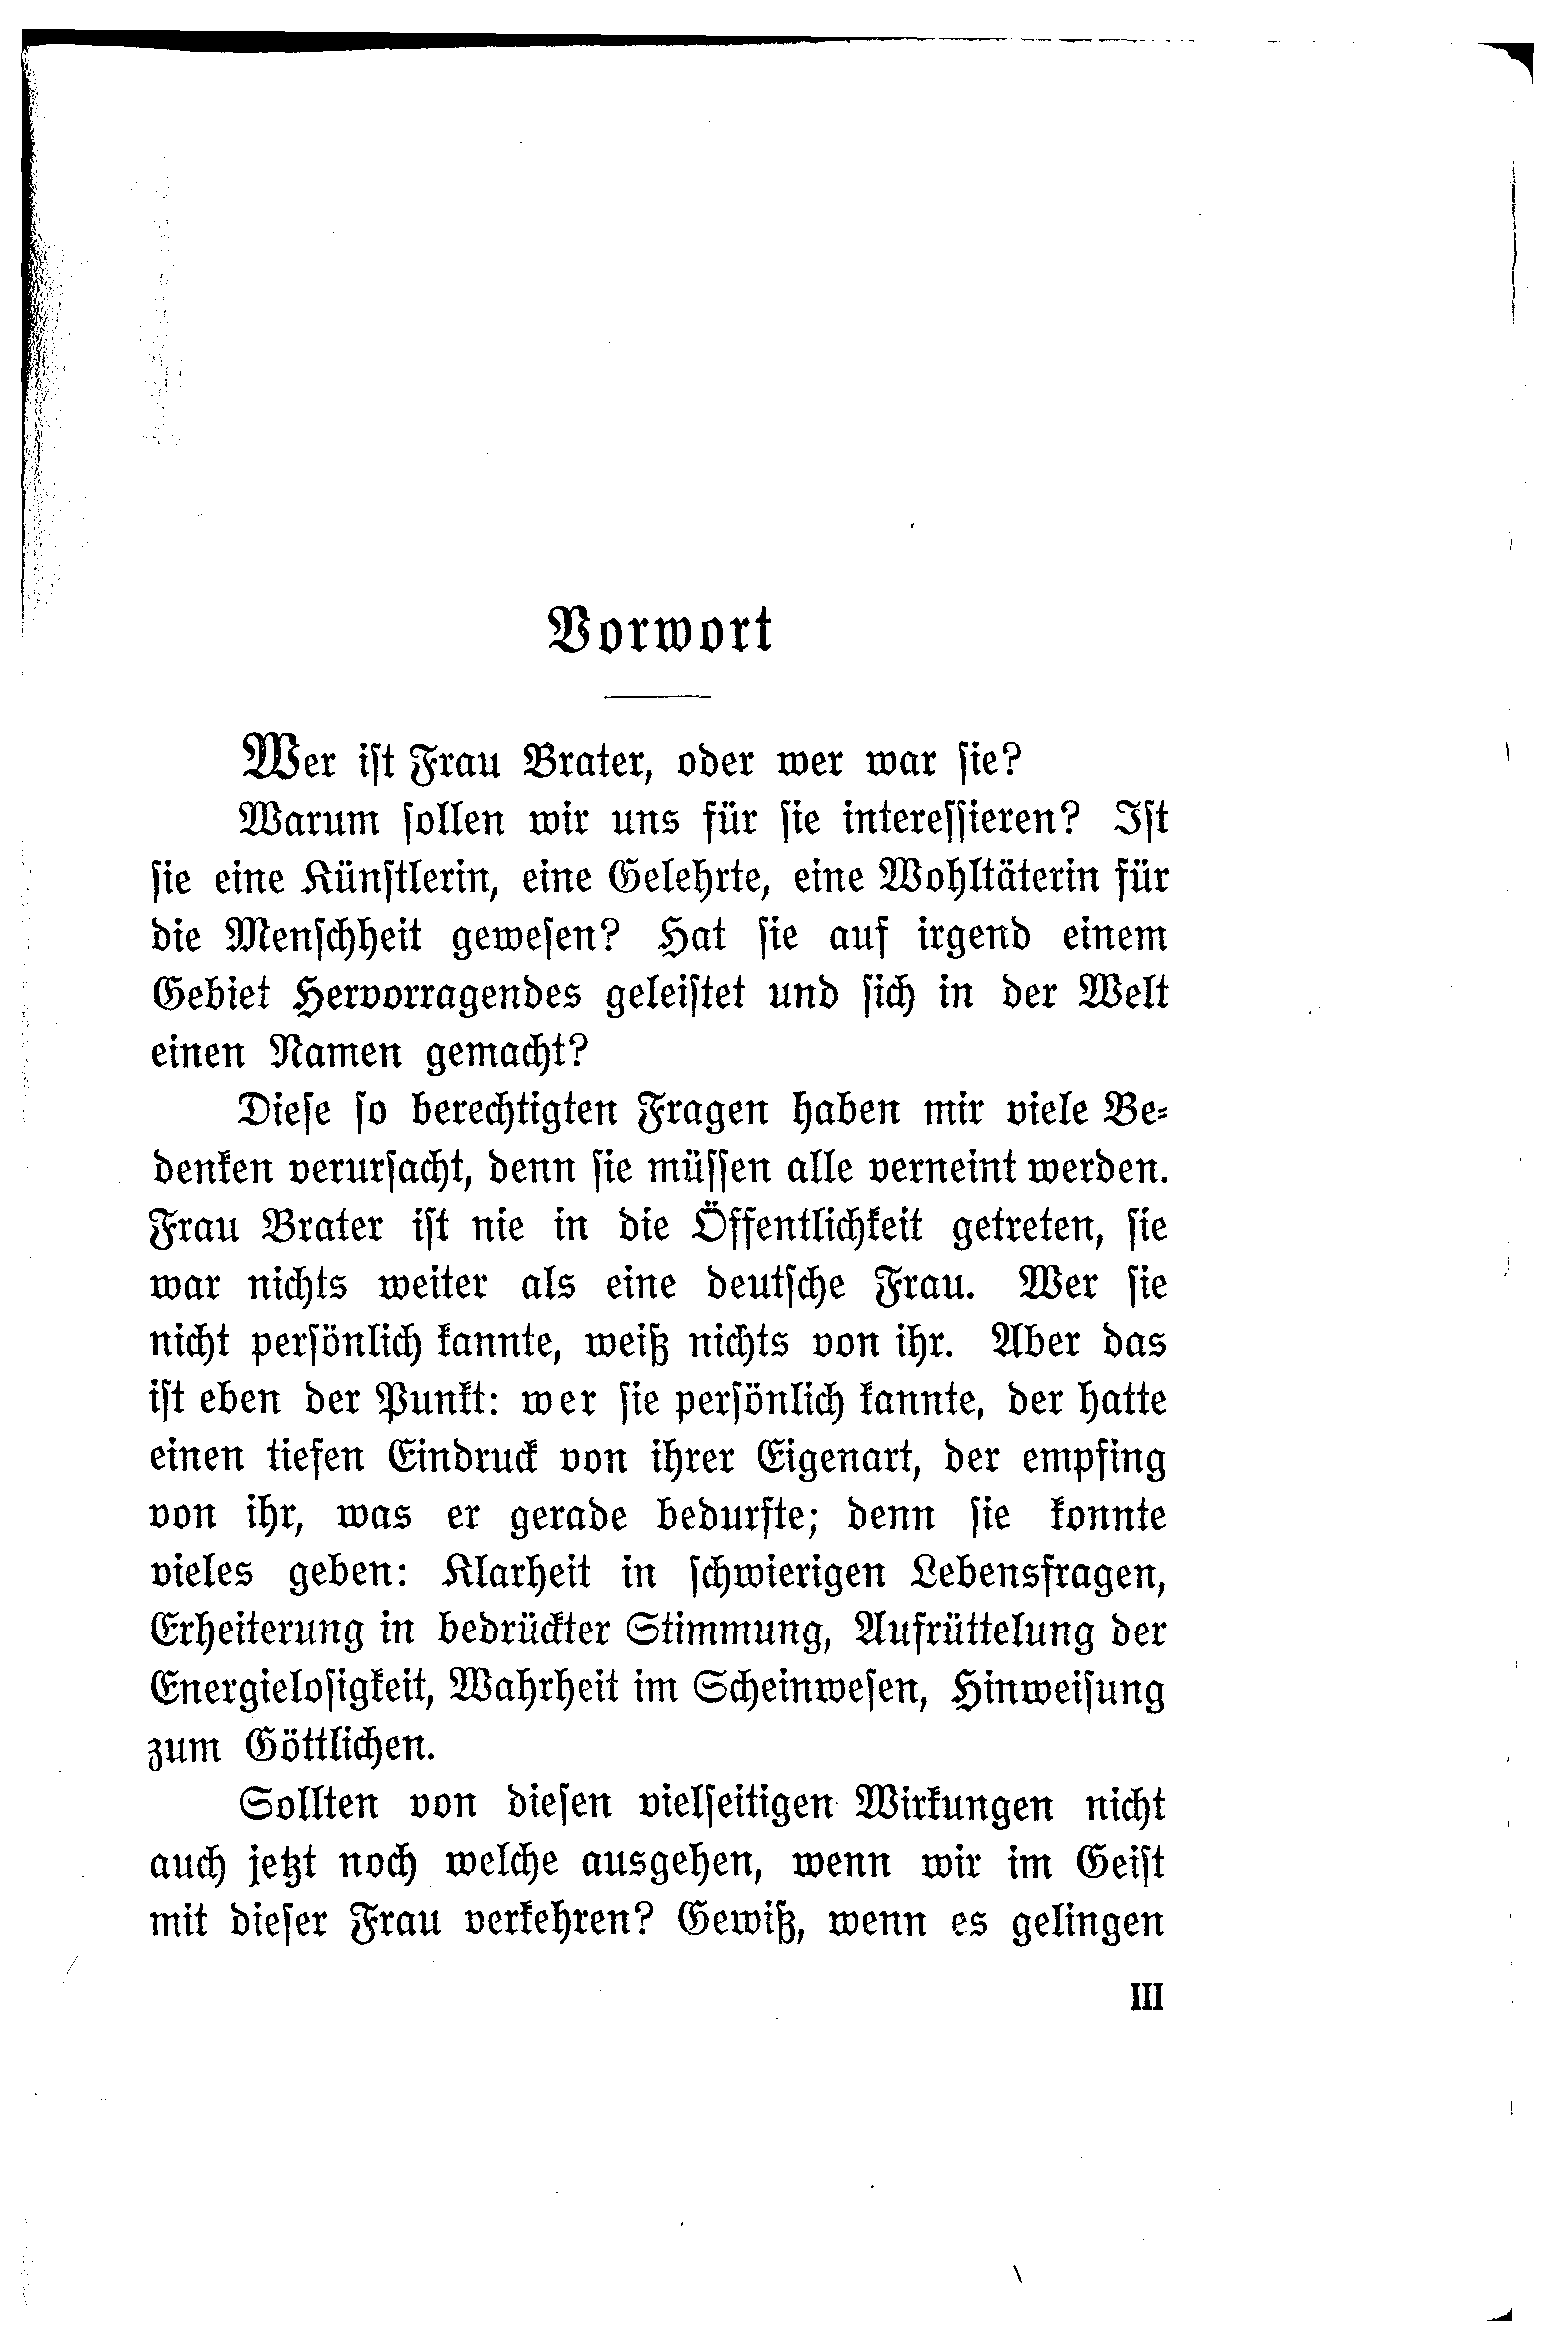 Vorwort
Wer ist Frau Brater, oder wer war sie?
Warum sollen wir uns für sie interessieren? Ist
sie eine Künstlerin, eine Gelehrte, eine Wohltäterin für
die Menschheit gewesen? Hat sie auf irgend einem
Gebiet Hervorragendes geleistet und sich in der Welt
einen Namen gemacht?
Diese so berechtigten Fragen haben mir viele Be-
denken verursacht, denn sie müssen alle verneint werden.
Frau Brater ist nie in die Öffentlichkeit getreten, sie
war nichts weiter als eine deutsche Frau. Wer sie
nicht persönlich kannte, weiß nichts von ihr. Aber das
ist eben der Punkt: wer sie persönlich kannte, der hatte
einen tiefen Eindruck von ihrer Eigenart, der empfing
von ihr, was er gerade bedurfte; denn sie konnte
vieles geben: Klarheit in schwierigen Lebensfragen,
Erheiterung in bedrückter Stimmung, Aufrüttelung der
Energielosigkeit, Wahrheit im Scheinwesen, Hinweisung
zum Göttlichen.
Sollten von diesen vielseitigen Wirkungen nicht
auch jetzt noch welche ausgehen, wenn wir im Geist
mit dieser Frau verkehren? Gewiß, wenn es gelingen
III